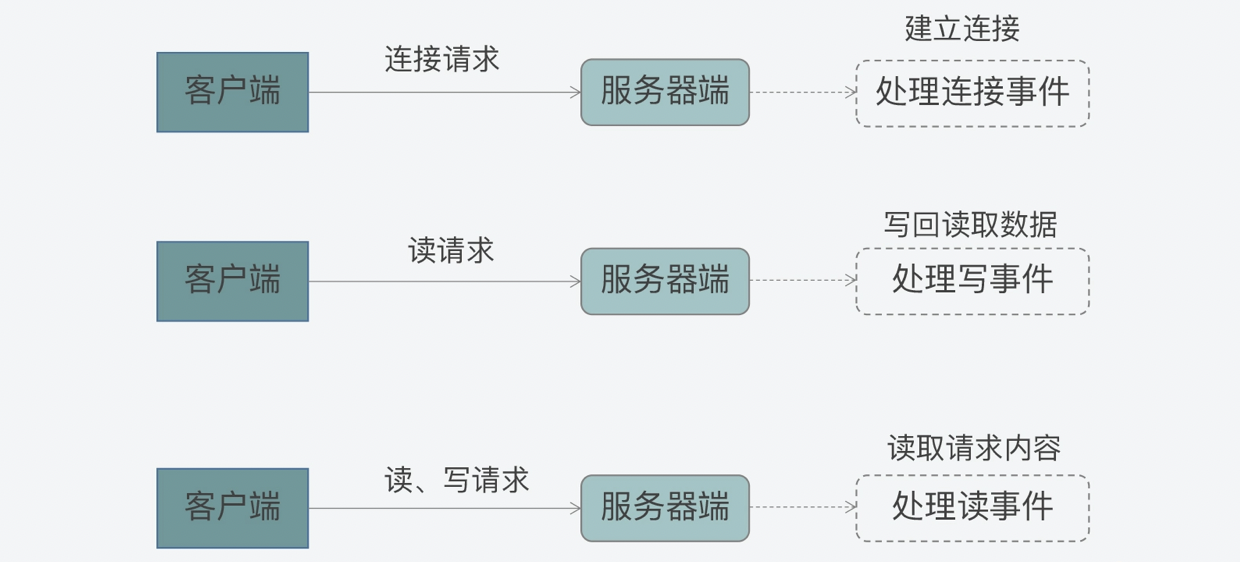 建立连接
连接请求
客户端
服务器端
处理连接事件
写回读取数据
读请求
客户端
服务器端
处理写事件
读取请求内容
读、写请求
客户端
服务器端
处理读事件